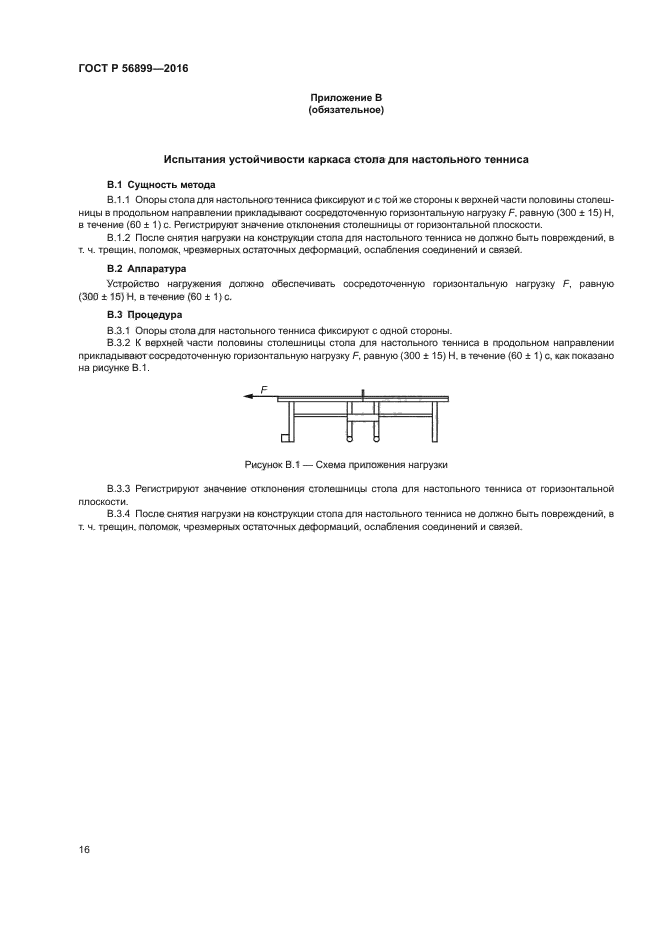 ГОСТ Р 56899—2016
Приложение В
(обязательное)
Испытания устойчивости каркаса стола для настольного тенниса
В.1 Сущность метода
В.1.1 Опоры стола для настольного тенниса фиксируют и с той же стороны к верхней части половины столеш-
ницы в продольном направлении прикладывают сосредоточенную горизонтальную нагрузку F, равную (300 ± 15) Н,
в течение (60 ± 1) с. Регистрируют значение отклонения столешницы от горизонтальной плоскости.
В.1.2 После снятия нагрузки на конструкции стола для настольного тенниса не должно быть повреждений, в
т. ч. трещин, поломок, чрезмерных остаточных деформаций, ослабления соединений и связей.
В.2 Аппаратура
Устройство нагружения должно обеспечивать сосредоточенную горизонтальную нагрузку F, равную
(300 ± 15) Н, в течение (60 ± 1) с.
В.3 Процедура
В.3.1 Опоры стола для настольного тенниса фиксируют с одной стороны.
В.3.2 К верхней части половины столешницы стола для настольного тенниса в продольном направлении
прикладывают сосредоточенную горизонтальную нагрузку F, равную (300 ± 15) Н, в течение (60 ± 1) с, как показано
на рисунке В.1.
F
Рисунок В.1 — Схема приложения нагрузки
В.3.3 Регистрируют значение отклонения столешницы стола для настольного тенниса от горизонтальной
плоскости.
В.3.4 После снятия нагрузки на конструкции стола для настольного тенниса не должно быть повреждений, в
т. ч. трещин, поломок, чрезмерных остаточных деформаций, ослабления соединений и связей.
16